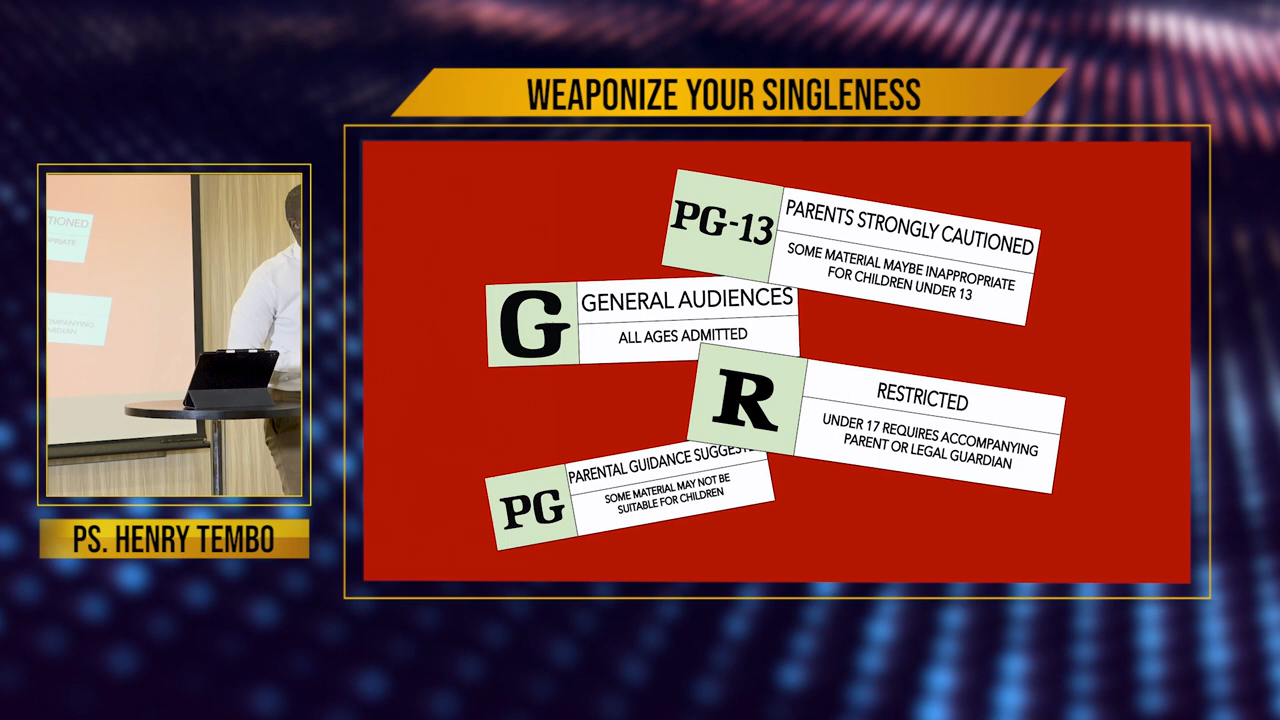 WEAPONIZE YOUR SINGLENESS
PG-13
PARENTS STRONGLY CAUTIONED
SOME MATERIAL MAYBE INAPPROPRIATE
FOR CHILDREN UNDER 13
G
GENERAL AUDIENCES
ALL AGES ADMITTED
R
RESTRICTED
UNDER 17 REQUIRES ACCOMPANYING
PARENT OR LEGAL GUARDIAN
PG
PARENTAL GUIDANCE
SOME MATERIAL MAY NOT BE
SUITABLE FOR CHILDREN
PS. HENRY TEMBO